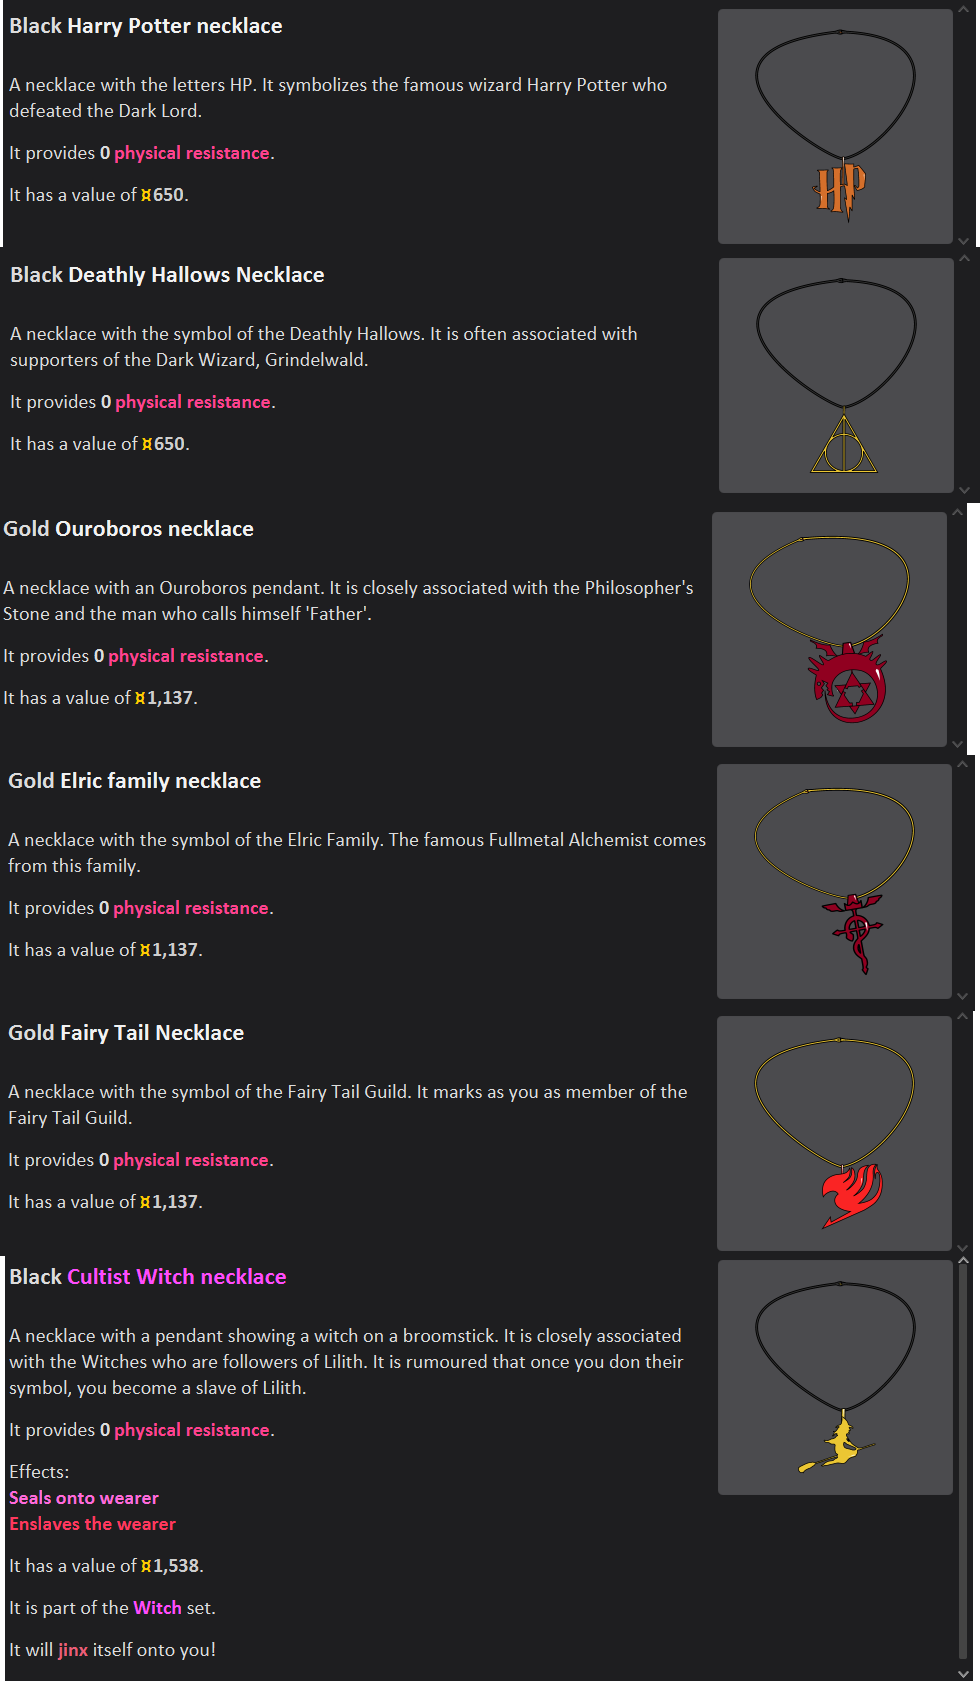 Black Harry Potter necklace
A necklace with the letters HP. It symbolizes the famous wizard Harry Potter who
defeated the Dark Lord.
It provides 0 physical resistance.
It has a value of ¤650.
HP
Black Deathly Hallows Necklace
A necklace with the symbol of the Deathly Hallows. It is often associated with
supporters of the Dark Wizard, Grindelwald.
It provides 0 physical resistance.
It has a value of ¤650.
Gold Ouroboros necklace
A necklace with an Ouroboros pendant. It is closely associated with the Philosopher's
Stone and the man who calls himself 'Father'.
It provides 0 physical resistance.
It has a value of ¤1,137.
Gold Elric family necklace
A necklace with the symbol of the Elric Family. The famous Fullmetal Alchemist comes
from this family.
It provides 0 physical resistance.
It has a value of ¤1,137.
Gold Fairy Tail Necklace
A necklace with the symbol of the Fairy Tail Guild. It marks as you as member of the
Fairy Tail Guild.
It provides 0 physical resistance.
It has a value of ¤1,137.
Black Cultist Witch necklace
A necklace with a pendant showing a witch on a broomstick. It is closely associated
with the Witches who are followers of Lilith. It is rumoured that once you don their
symbol, you become a slave of Lilith.
It provides 0 physical resistance.
Effects:
Seals onto wearer
Enslaves the wearer
It has a value of ¤1,538.
It is part of the Witch set.
It will jinx itself onto you!